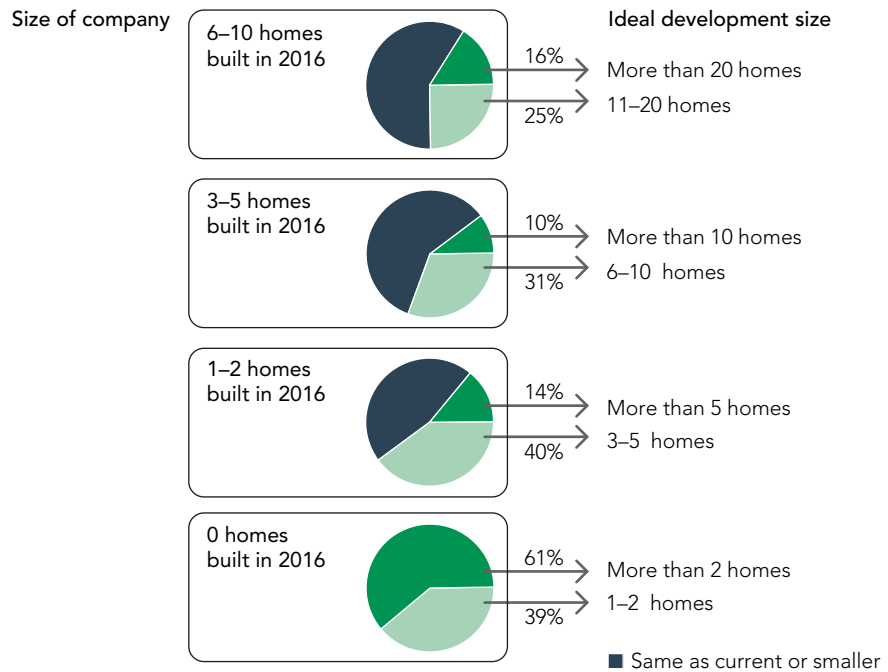 Size of company
Ideal development size
6–10 homes
built in 2016
16%
More than 20 homes
25%
11–20 homes
3–5 homes
built in 2016
10%
More than 10 homes
31%
6–10 homes
1–2 homes
built in 2016
14%
More than 5 homes
40%
3–5 homes
0 homes
built in 2016
61%
More than 2 homes
39%
1–2 homes
Same as current or smaller